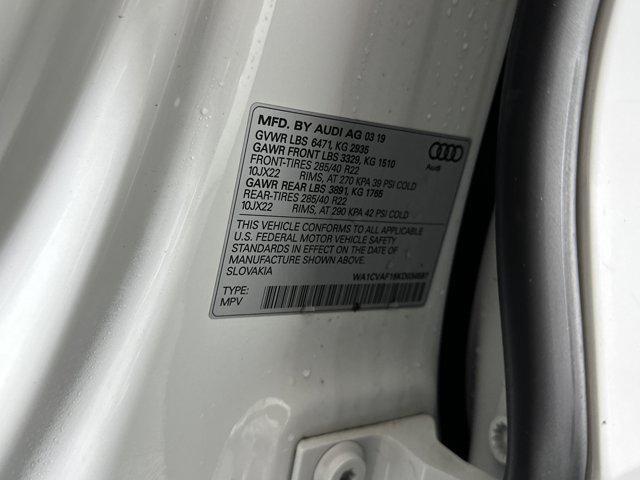 MFD. BY AUDI AG 03 19
GVWR LBS 6471, KG 2935
GAWR FRONT LBS 3329, KG 1510
FRONT-TIRES 285/40 R22
10JX22 RIMS, AT 270 KPA 39 PSI COLD
GAWR REAR LBS 3891, KG 1765
REAR-TIRES 285/40 R22
10JX22 RIMS, AT 290 KPA 42 PSI COLD
Audi
THIS VEHICLE CONFORMS TO ALL APPLICABLE
U.S. FEDERAL MOTOR VEHICLE SAFETY
STANDARDS IN EFFECT ON THE DATE OF
MANUFACTURE SHOWN ABOVE.
SLOVAKIA
TYPE:
MPV